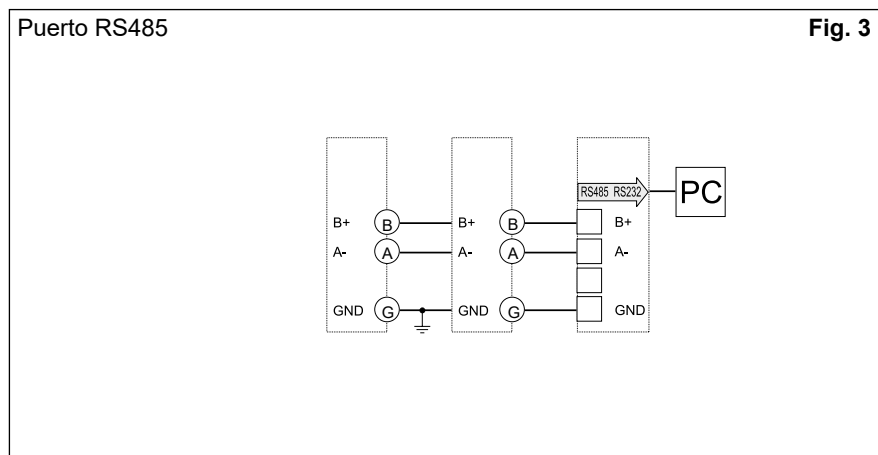 Puerto RS485 Fig. 3
RS485 RS232 PC
B+ B B+ B B+
A- A A- A A-
GND G GND G GND